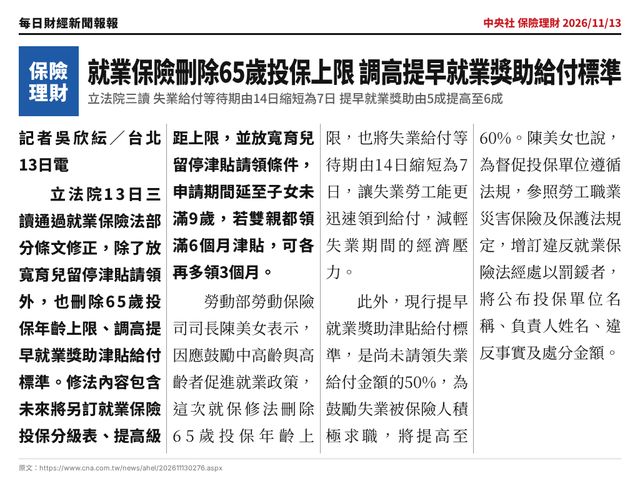 每日財經新聞報報
中央社 保險理財 2026/11/13
保險
理財
就業保險刪除65歲投保上限 調高提早就業獎助給付標準
立法院三讀 失業給付等待期由14日縮短為7日 提早就業獎助由5成提高至6成
記者吳欣紜／台北
13日電
立法院13日三
讀通過就業保險法部
分條文修正，除了放
寬育兒留停津貼請領
外，也刪除65歲投
保年齡上限、調高提
早就業獎助津貼給付
標準。修法內容包含
未來將另訂就業保險
投保分級表、提高級
距上限，並放寬育兒
留停津貼請領條件，
申請期間延至子女未
滿9歲，若雙親都領
滿6個月津貼，可各
再多領3個月。
勞動部勞動保險
司司長陳美女表示，
因應鼓勵中高齡與高
齡者促進就業政策，
這次就保修法刪除
65歲投保年齡上
限，也將失業給付等
待期由14日縮短為7
日，讓失業勞工能更
迅速領到給付，減輕
失業期間的經濟壓
力。
此外，現行提早
就業獎助津貼給付標
準，是尚未請領失業
給付金額的50%，為
鼓勵失業被保險人積
極求職，將提高至
60%。陳美女也說，
為督促投保單位遵循
法規，參照勞工職業
災害保險及保護法規
定，增訂違反就業保
險法經處以罰鍰者，
將公布投保單位名
稱、負責人姓名、違
反事實及處分金額。
原文：https://www.cna.com.tw/news/ahel/202611130276.aspx